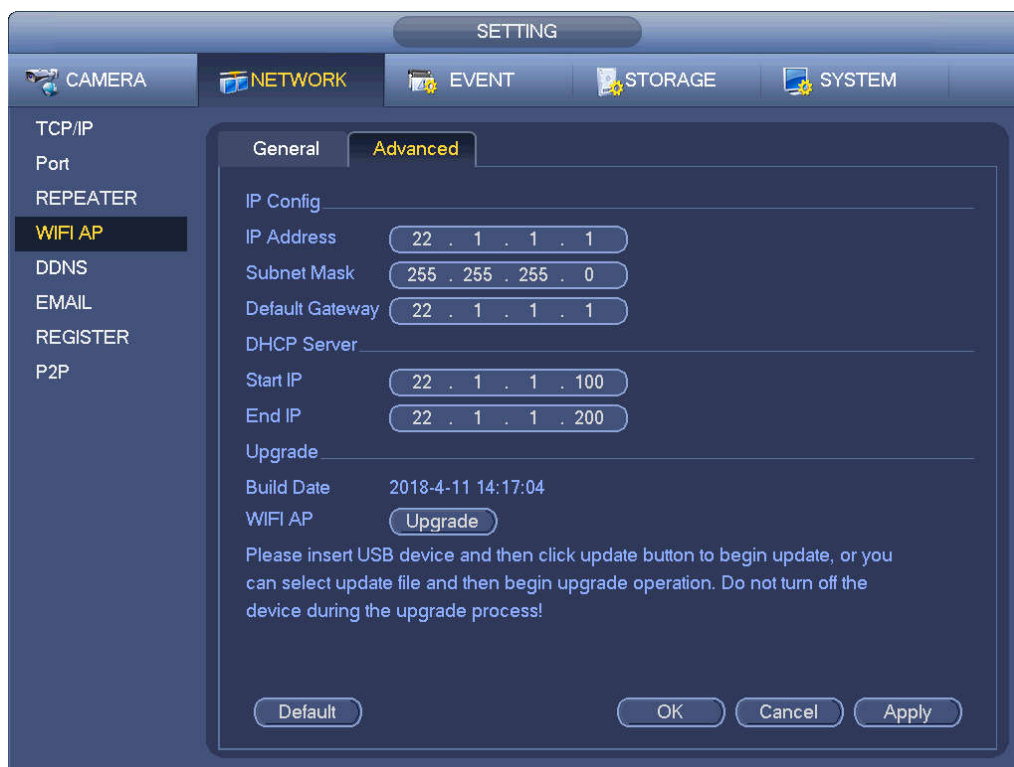 SETTING
CAMERA NETWORK EVENT STORAGE SYSTEM
TCP/IP
Port
REPEATER
WIFI AP
DDNS
EMAIL
REGISTER
P2P
General Advanced
IP Config
IP Address 22 . 1 . 1 . 1
Subnet Mask 255 . 255 . 255 . 0
Default Gateway 22 . 1 . 1 . 1
DHCP Server
Start IP 22 . 1 . 1 . 100
End IP 22 . 1 . 1 . 200
Upgrade
Build Date 2018-4-11 14:17:04
WIFI AP Upgrade
Please insert USB device and then click update button to begin update, or you
can select update file and then begin upgrade operation. Do not turn off the
device during the upgrade process!
Default OK Cancel Apply